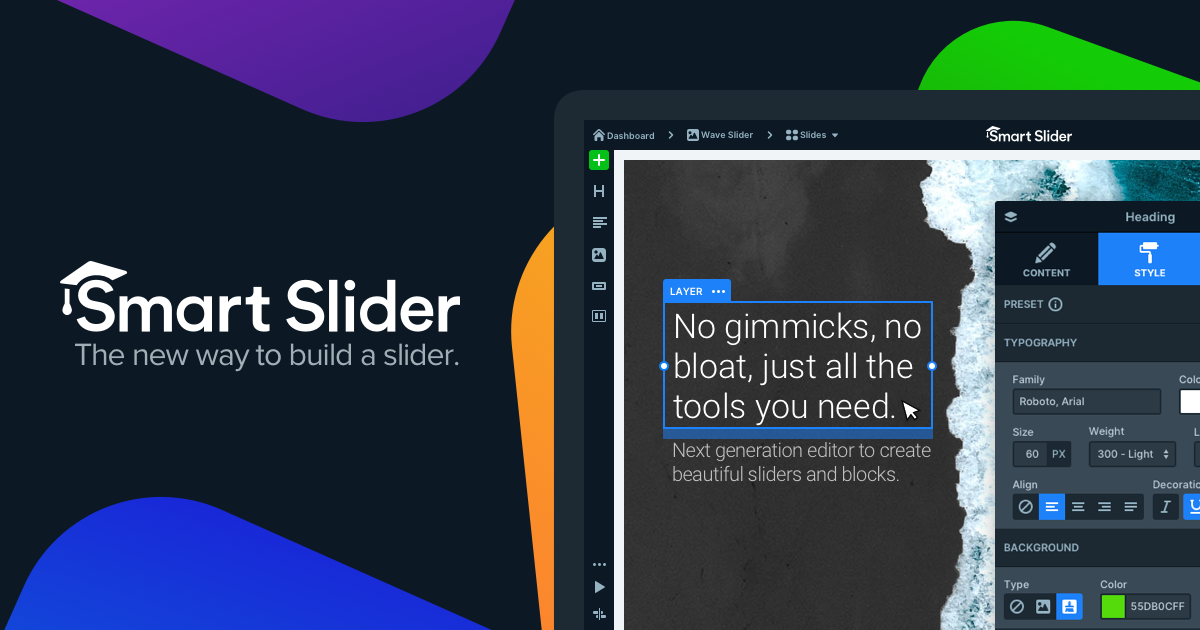 Smart Slider
The new way to build a slider.
Dashboard
Wave Slider
Slides
Smart Slider
H
LAYER
No gimmicks, no
bloat, just all the
tools you need.
Next generation editor to create
beautiful sliders and blocks.
Heading
CONTENT
STYLE
PRESET
TYPOGRAPHY
Family
Roboto, Arial
Size
Weight
60 PX
300 - Light
Align
I
U
BACKGROUND
Type
Color
55DB0CFF